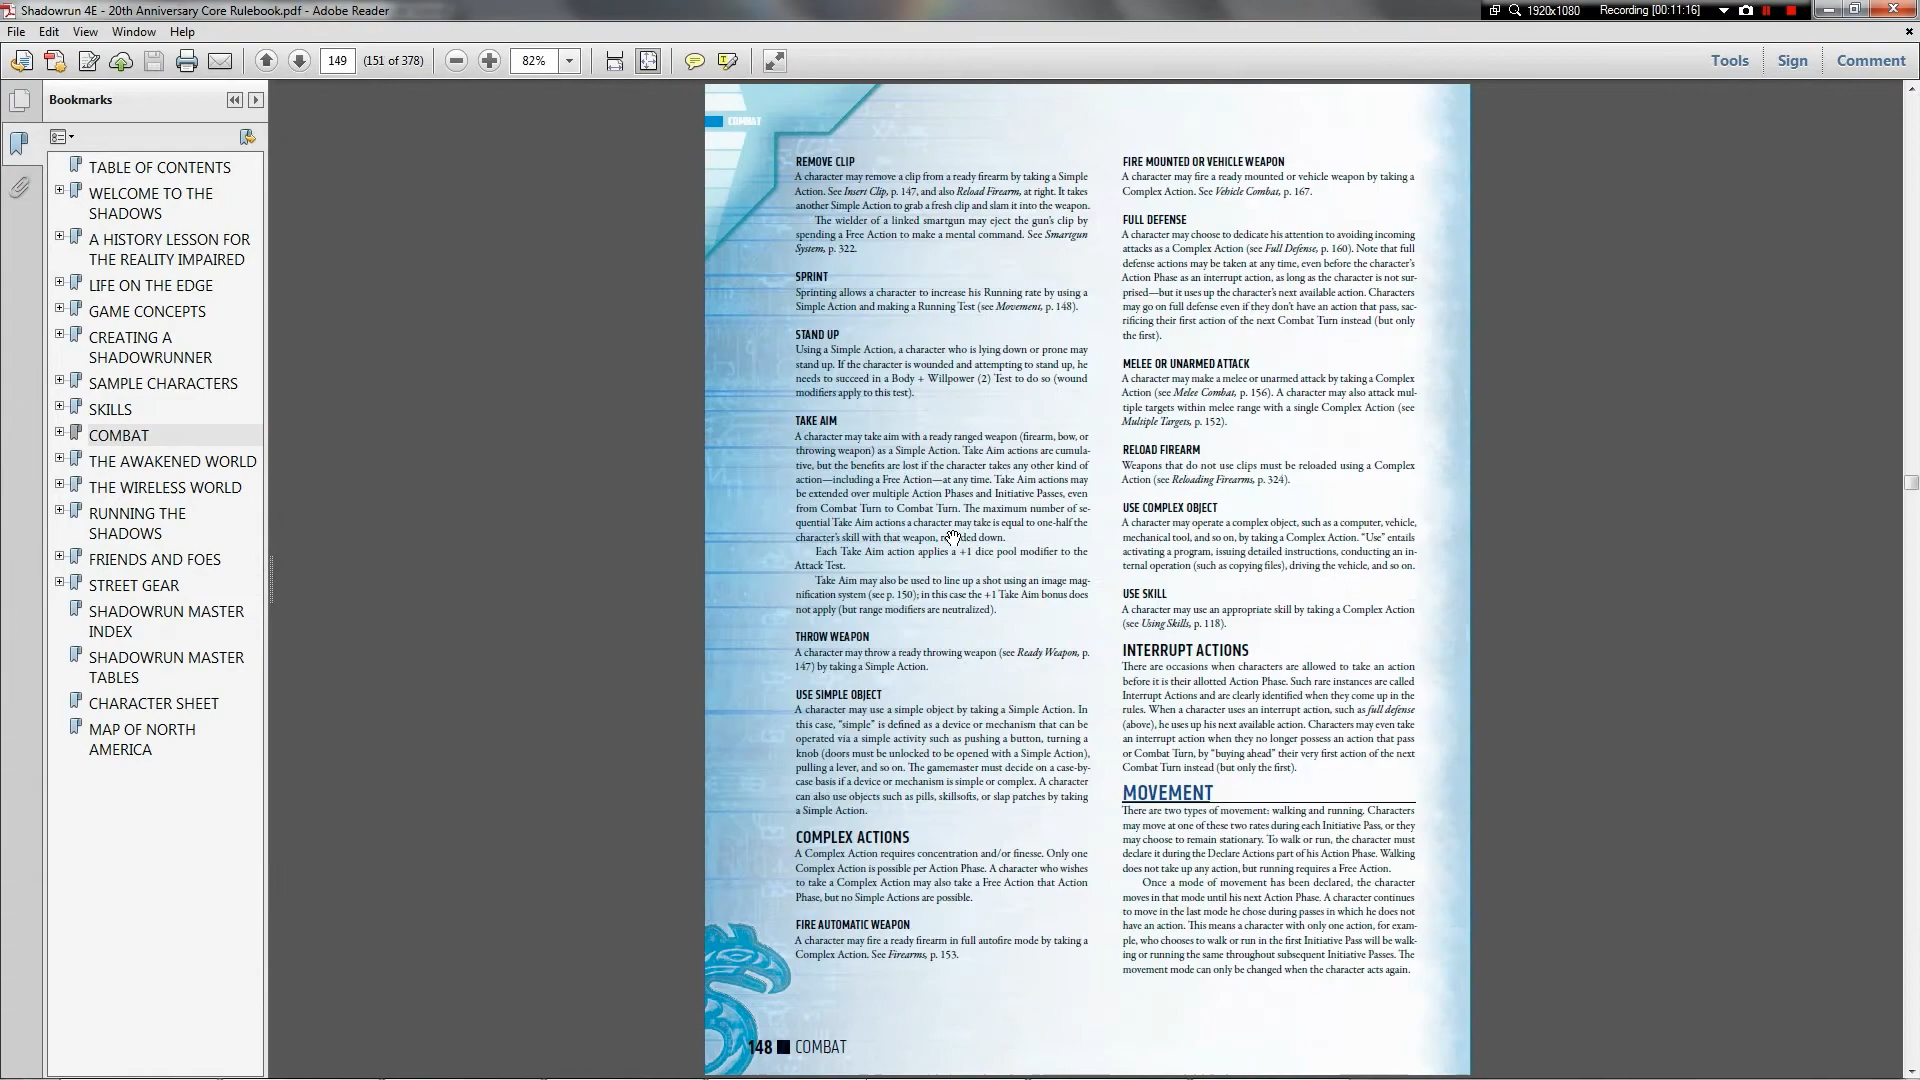 Shadowrun 4E - 20th Anniversary Core Rulebook.pdf - Adobe Reader
1920x1080
Recording [00:11:16]
File Edit View Window Help
149 (151 of 378) 82%
Tools Sign Comment
Bookmarks
TABLE OF CONTENTS
WELCOME TO THE
SHADOWS
A HISTORY LESSON FOR
THE REALITY IMPAIRED
LIFE ON THE EDGE
GAME CONCEPTS
CREATING A
SHADOWRUNNER
SAMPLE CHARACTERS
SKILLS
COMBAT
THE AWAKENED WORLD
THE WIRELESS WORLD
RUNNING THE
SHADOWS
FRIENDS AND FOES
STREET GEAR
SHADOWRUN MASTER
INDEX
SHADOWRUN MASTER
TABLES
CHARACTER SHEET
MAP OF NORTH
AMERICA
COMBAT
REMOVE CLIP
A character may remove a clip from a ready firearm by taking a Simple
Action. See Insert Clip, p. 147, and also Reload Firearm, at right. It takes
another Simple Action to grab a fresh clip and slam it into the weapon.
The wielder of a linked smartgun may eject the gun's clip by
spending a Free Action to make a mental command. See Smartgun
System, p. 322.
SPRINT
Sprinting allows a character to increase his Running rate by using a
Simple Action and making a Running Test (see Movement, p. 148).
STAND UP
Using a Simple Action, a character who is lying down or prone may
stand up. If the character is wounded and attempting to stand up, he
needs to succeed in a Body + Willpower (2) Test to do so (wound
modifiers apply to this test).
TAKE AIM
A character may take aim with a ready ranged weapon (firearm, bow, or
throwing weapon) as a Simple Action. Take Aim actions are cumula-
tive, but the benefits are lost if the character takes any other kind of
action—including a Free Action—at any time. Take Aim actions may
be extended over multiple Action Phases and Initiative Passes, even
from Combat Turn to Combat Turn. The maximum number of se-
quential Take Aim actions a character may take is equal to one-half the
character's skill with that weapon, down.
Each Take Aim action applies a +1 dice pool modifier to the
Attack Test.
Take Aim may also be used to line up a shot using an image mag-
nification system (see p. 150); in this case the +1 Take Aim bonus does
not apply (but range modifiers are neutralized).
THROW WEAPON
A character may throw a ready throwing weapon (see Ready Weapon, p.
147) by taking a Simple Action.
USE SIMPLE OBJECT
A character may use a simple object by taking a Simple Action. In
this case, "simple" is defined as a device or mechanism that can be
operated via a simple activity such as pushing a button, turning a
knob (doors must be unlocked to be opened with a Simple Action),
pulling a lever, and so on. The gamemaster must decide on a case-by-
case basis if a device or mechanism is simple or complex. A character
can also use objects such as pills, skillsofts, or slap patches by taking
a Simple Action.
COMPLEX ACTIONS
A Complex Action requires concentration and/or finesse. Only one
Complex Action is possible per Action Phase. A character who wishes
to take a Complex Action may also take a Free Action that Action
Phase, but no Simple Actions are possible.
FIRE AUTOMATIC WEAPON
A character may fire a ready firearm in full autofire mode by taking a
Complex Action. See Firearms, p. 153.
FIRE MOUNTED OR VEHICLE WEAPON
A character may fire a ready mounted or vehicle weapon by taking a
Complex Action. See Vehicle Combat, p. 167.
FULL DEFENSE
A character may choose to dedicate his attention to avoiding incoming
attacks as a Complex Action (see Full Defense, p. 160). Note that full
defense actions may be taken at any time, even before the character's
Action Phase as an interrupt action, as long as the character is not sur-
prised—but it uses up the character's next available action. Characters
may go on full defense even if they don't have an action that pass, sac-
rificing their first action of the next Combat Turn instead (but only
the first).
MELEE OR UNARMED ATTACK
A character may make a melee or unarmed attack by taking a Complex
Action (see Melee Combat, p. 156). A character may also attack mul-
tiple targets within melee range with a single Complex Action (see
Multiple Targets, p. 152).
RELOAD FIREARM
Weapons that do not use clips must be reloaded using a Complex
Action (see Reloading Firearms, p. 324).
USE COMPLEX OBJECT
A character may operate a complex object, such as a computer, vehicle,
mechanical tool, and so on, by taking a Complex Action. "Use" entails
activating a program, issuing detailed instructions, conducting an in-
ternal operation (such as copying files), driving the vehicle, and so on.
USE SKILL
A character may use an appropriate skill by taking a Complex Action
(see Using Skills, p. 118).
INTERRUPT ACTIONS
There are occasions when characters are allowed to take an action
before it is their allotted Action Phase. Such rare instances are called
Interrupt Actions and are clearly identified when they come up in the
rules. When a character uses an interrupt action, such as full defense
(above), he uses up his next available action. Characters may even take
an interrupt action when they no longer possess an action that pass
or Combat Turn, by "buying ahead" their very first action of the next
Combat Turn instead (but only the first).
MOVEMENT
There are two types of movement: walking and running. Characters
may move at one of these two rates during each Initiative Pass, or they
may choose to remain stationary. To walk or run, the character must
declare it during the Declare Actions part of his Action Phase. Walking
does not take up any action, but running requires a Free Action.
Once a mode of movement has been declared, the character
moves in that mode until his next Action Phase. A character continues
to move in the last mode he chose during passes in which he does not
have an action. This means a character with only one action, for exam-
ple, who chooses to walk or run in the first Initiative Pass will be walk-
ing or running the same throughout subsequent Initiative Passes. The
movement mode can only be changed when the character acts again.
148 COMBAT